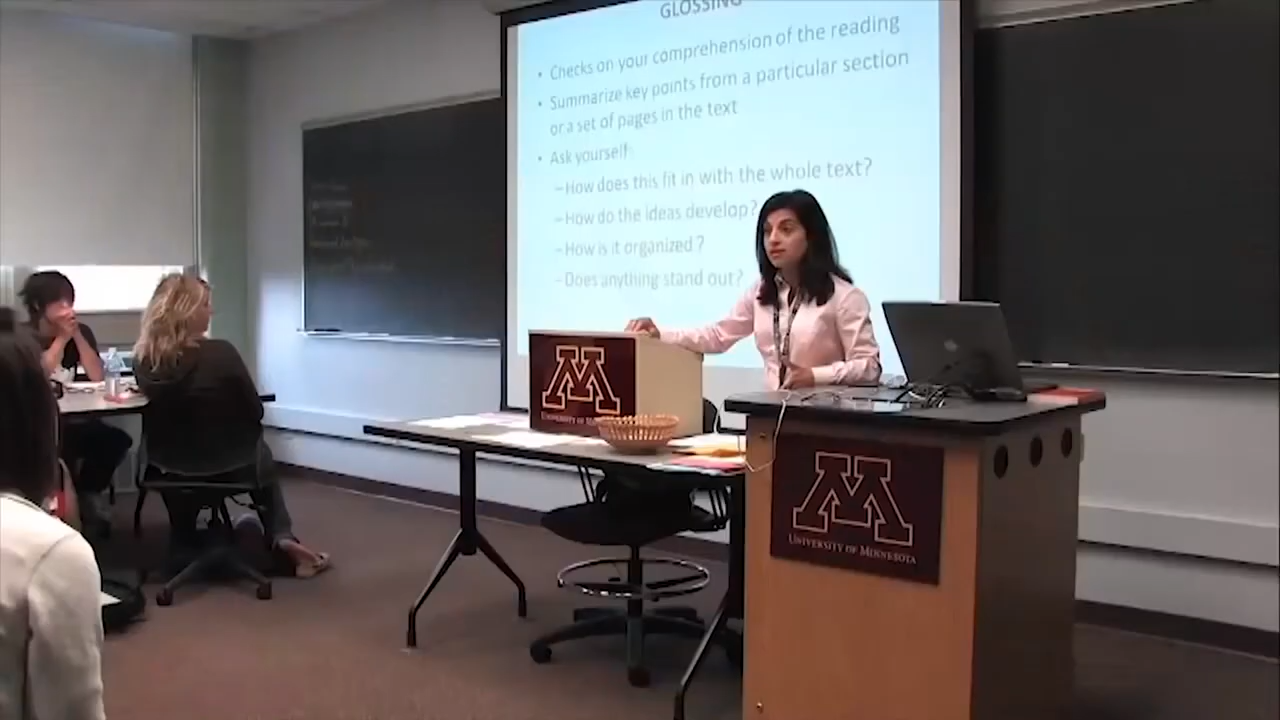 GLOSSING
• Checks on your comprehension of the reading
• Summarize key points from a particular section
or a set of pages in the text
• Ask yourself:
– How does this fit in with the whole text?
– How do the ideas develop?
– How is it organized ?
– Does anything stand out?
M
UNIVERSITY OF
M
UNIVERSITY OF MINNESOTA